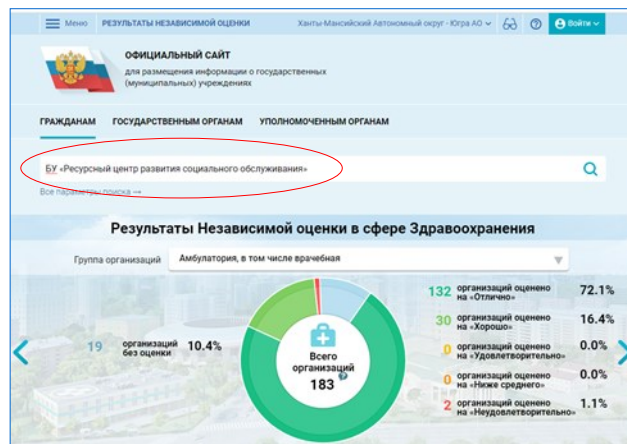 Меню РЕЗУЛЬТАТЫ НЕЗАВИСИМОЙ ОЦЕНКИ Ханты-Мансийский Автономный округ - Югра АО Войти
ОФИЦИАЛЬНЫЙ САЙТ
для размещения информации о государственных
(муниципальных) учреждениях
ГРАЖДАНАМ ГОСУДАРСТВЕННЫМ ОРГАНАМ УПОЛНОМОЧЕННЫМ ОРГАНАМ
БУ «Ресурсный центр развития социального обслуживания»
Все параметры поиска →
Результаты Независимой оценки в сфере Здравоохранения
Группа организаций Амбулатория, в том числе врачебная
132 организаций оценено на «Отлично» 72.1%
30 организаций оценено на «Хорошо» 16.4%
19 организаций без оценки 10.4%
Всего
организаций
183
0 организаций оценено на «Удовлетворительно» 0.0%
0 организаций оценено на «Ниже среднего» 0.0%
2 организаций оценено на «Неудовлетворительно» 1.1%